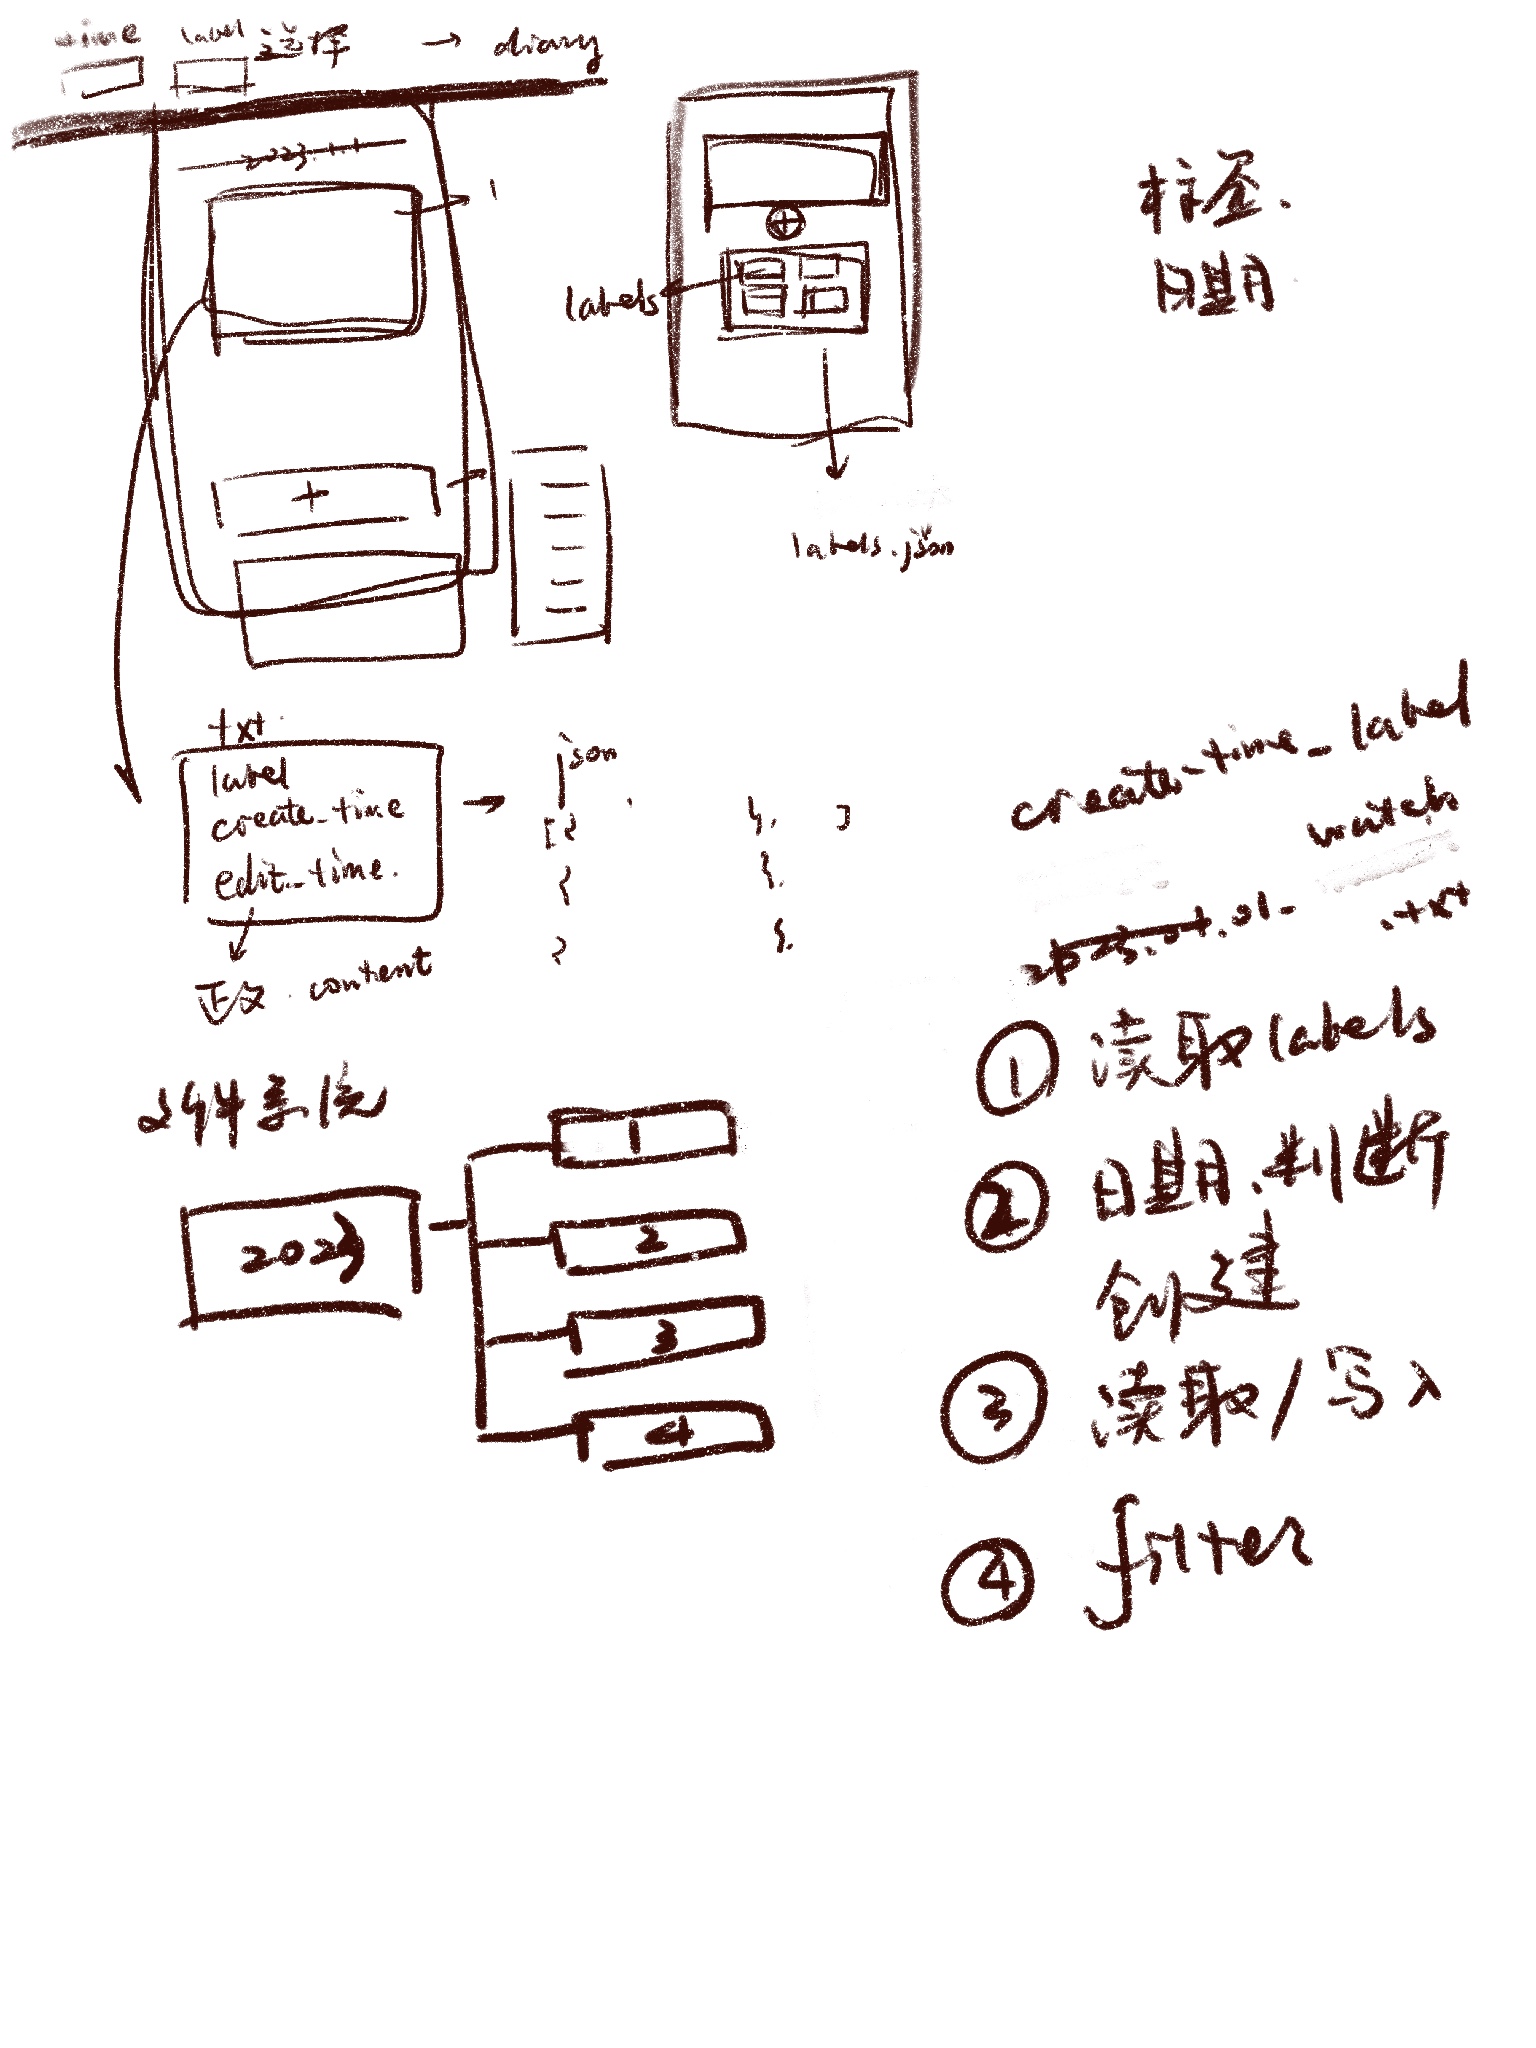 time label 选择 → diary
2023.1.1
1
标签.
日期
labels
+
labels.json
txt
label
create_time
edit_time.
正文. content
json
[{ }, ]
{ }.
} }.
create_time_label
watch
2023.01.01- .txt
文件系统
2023
1
2
3
4
① 读取labels
② 日期.判断
创建
③ 读取/写入
④ filter